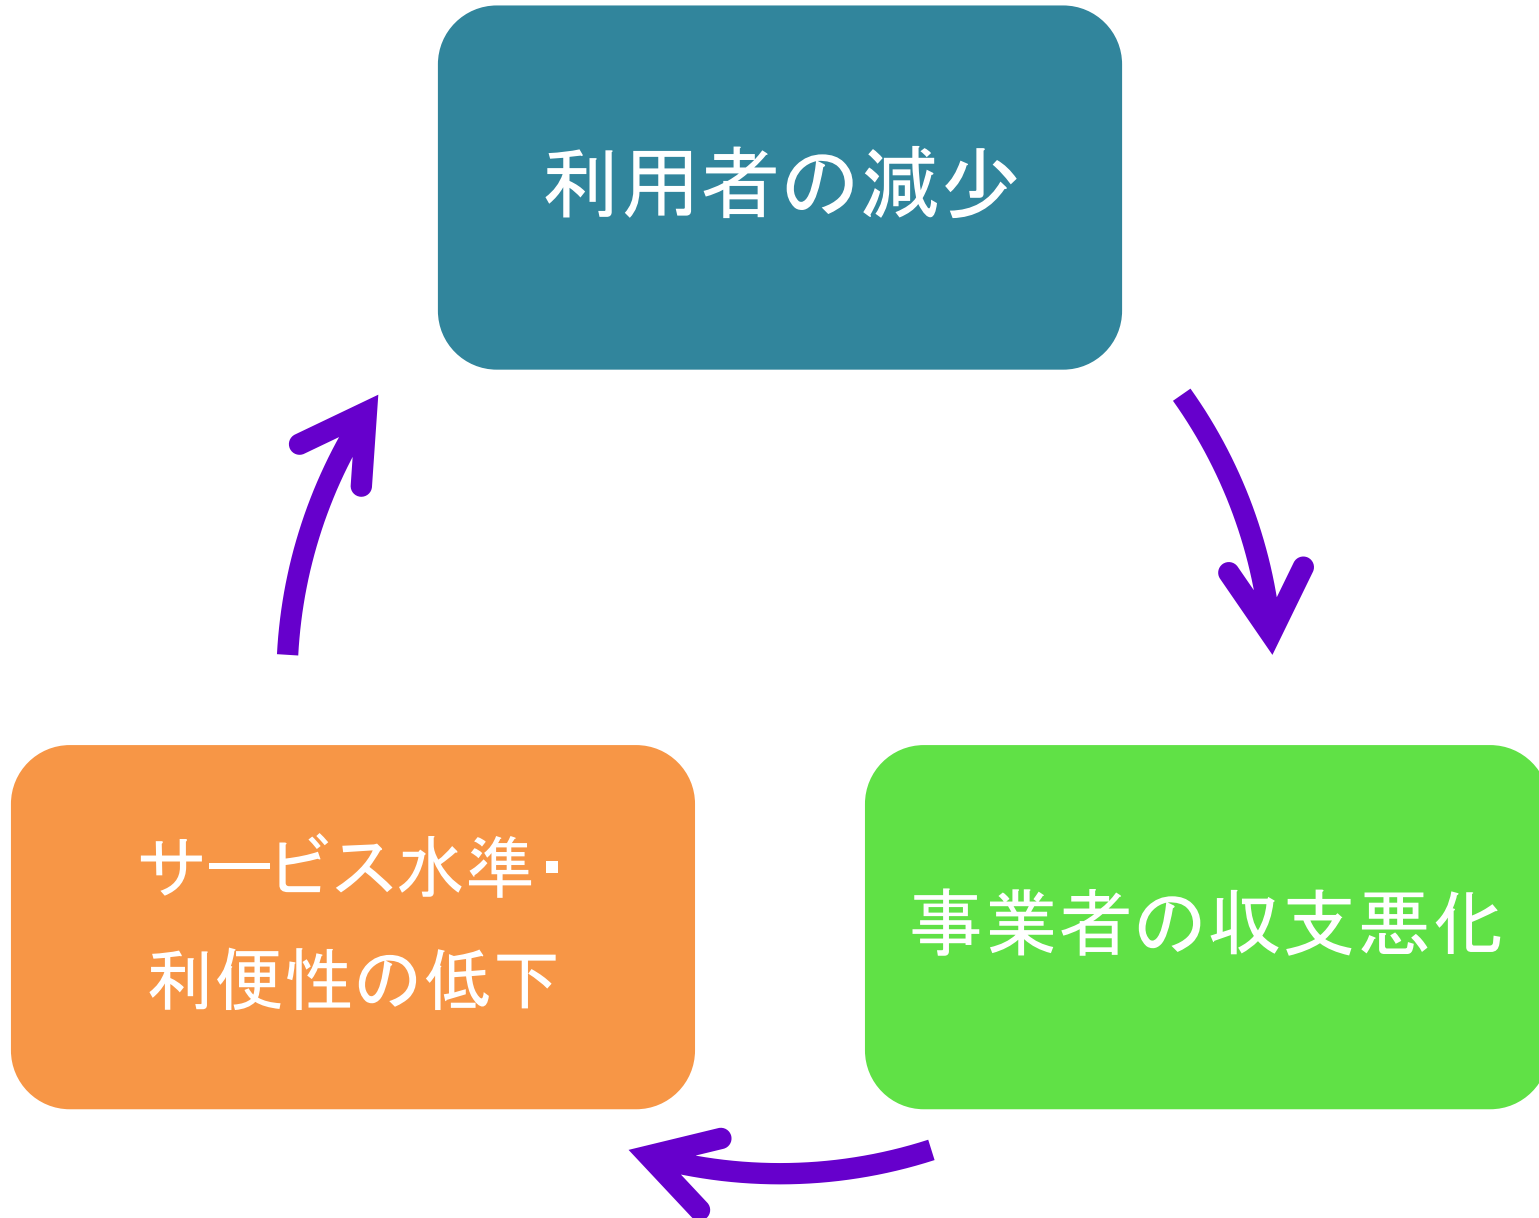 利用者の減少
サービス水準・
利便性の低下
事業者の収支悪化